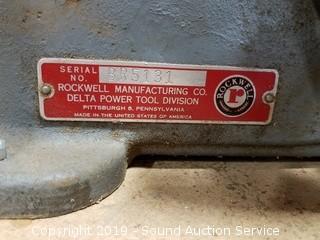 SERIAL
NO.
ROCKWELL MANUFACTURING CO.
DELTA POWER TOOL DIVISION
PITTSBURGH 8, PENNSYLVANIA
MADE IN THE UNITED STATES OF AMERICA
ROCKWELL
r
Copyright 2019 - Sound Auction Service